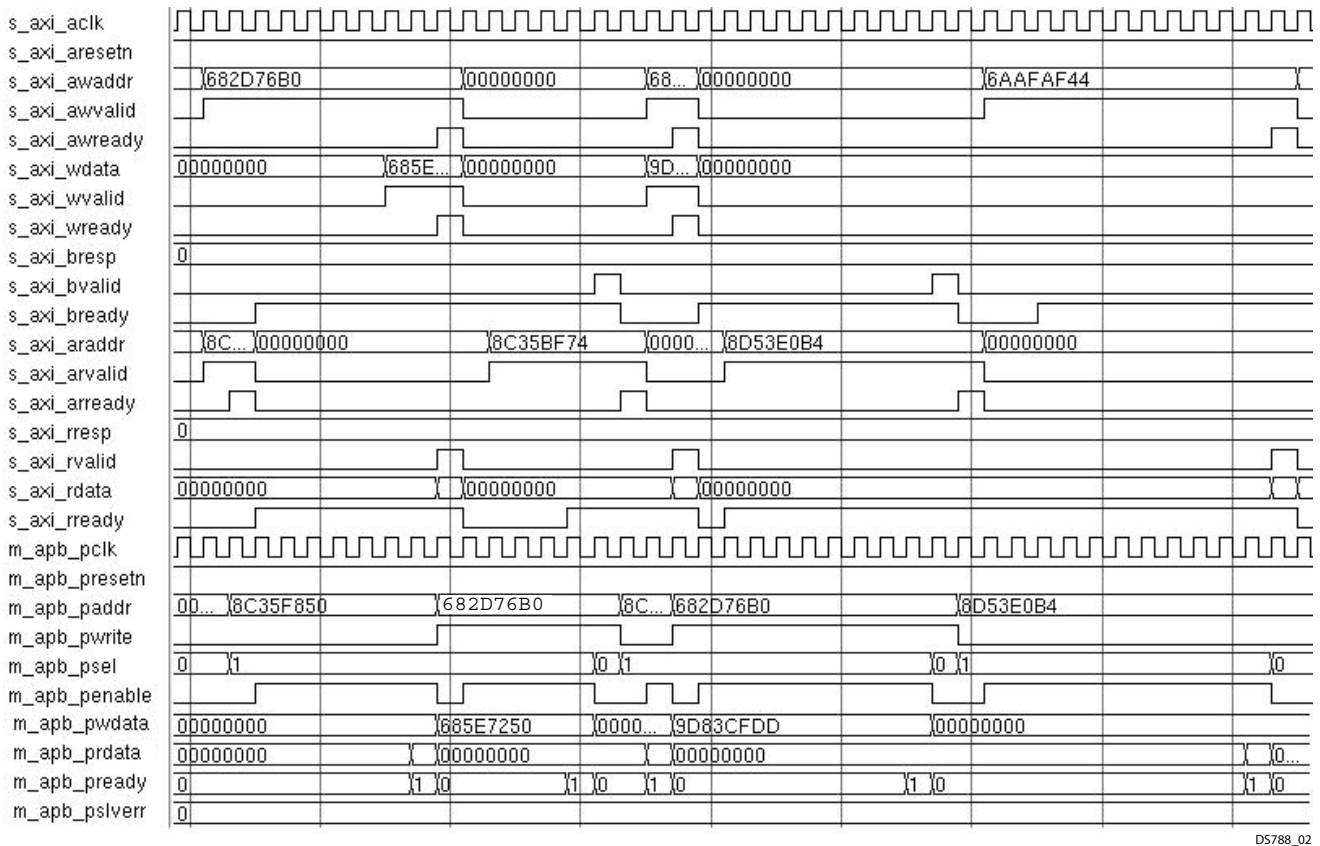 s_axi_aclk
s_axi_aresetn
s_axi_awaddr 682D76B0 00000000 68... 00000000 6AAFAF44
s_axi_awvalid
s_axi_awready
s_axi_wdata 00000000 685E... 00000000 9D... 00000000
s_axi_wvalid
s_axi_wready
s_axi_bresp 0
s_axi_bvalid
s_axi_bready
s_axi_araddr 8C... 00000000 8C35BF74 0000... 8D53E0B4 00000000
s_axi_arvalid
s_axi_arready
s_axi_rresp 0
s_axi_rvalid
s_axi_rdata 00000000 00000000 00000000
s_axi_rready
m_apb_pclk
m_apb_presetn
m_apb_paddr 00... 8C35F850 682D76B0 8C... 682D76B0 8D53E0B4
m_apb_pwrite
m_apb_psel 0 1 0 1 0 1 0
m_apb_penable
m_apb_pwdata 00000000 685E7250 0000... 9D83CFDD 00000000
m_apb_prdata 00000000 00000000 00000000 0...
m_apb_pready 0 1 0 1 0 1 0 1 0 1 0
m_apb_pslverr 0
DS788_02